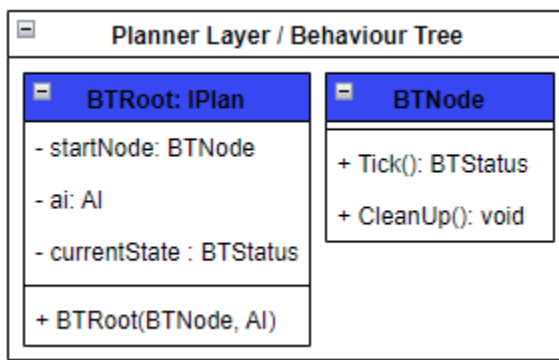 Planner Layer / Behaviour Tree
BTRoot: IPlan
- startNode: BTNode
- ai: AI
- currentState : BTStatus
+ BTRoot(BTNode, AI)
BTNode
+ Tick(): BTStatus
+ CleanUp(): void